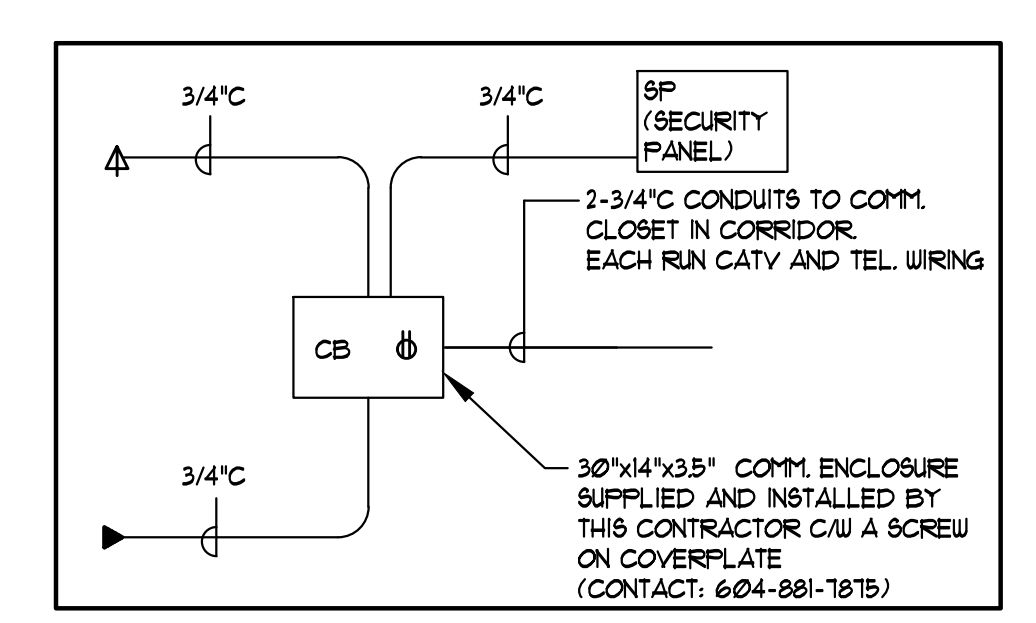 3/4"C
3/4"C
SP
(SECURITY
PANEL)
2-3/4"C CONDUITS TO COMM.
CLOSET IN CORRIDOR.
EACH RUN CATV AND TEL. WIRING
CB
3/4"C
30"x14"x3.5" COMM. ENCLOSURE
SUPPLIED AND INSTALLED BY
THIS CONTRACTOR C/W A SCREW
ON COVERPLATE
(CONTACT: 604-881-7875)